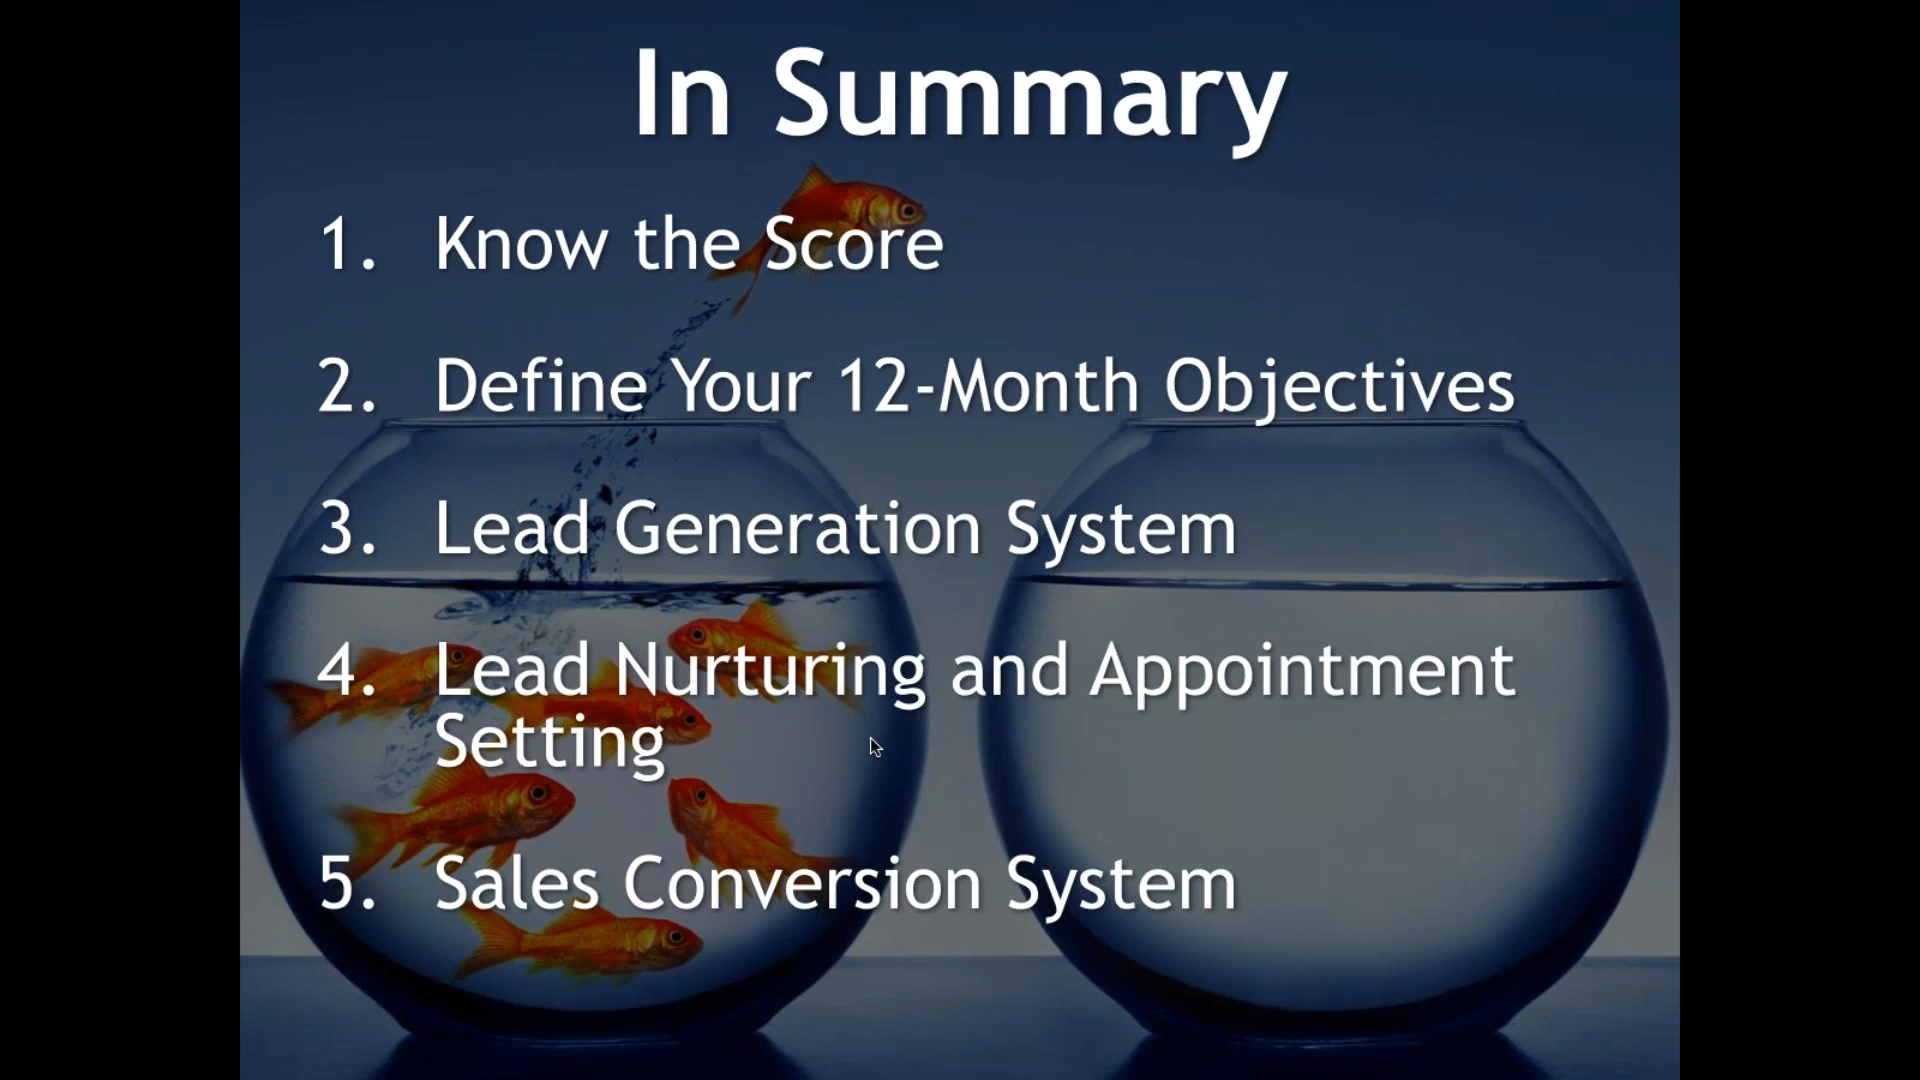 In Summary
1. Know the Score
2. Define Your 12-Month Objectives
3. Lead Generation System
4. Lead Nurturing and Appointment
Setting
5. Sales Conversion System